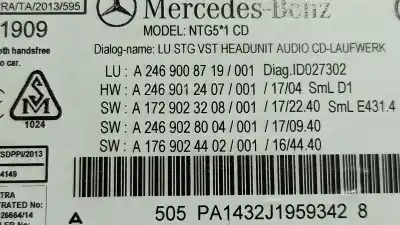 RA/TA/2013/595
Mercedes-Benz
MODEL: NTG5*1 CD
1909
oth handsfree
Dialog-name: LU STG VST HEADUNIT AUDIO CD-LAUFWERK
LU : A 246 900 87 19 / 001 Diag.ID027302
HW : A 246 901 24 07 / 001 / 17/04 SmL D1
SW : A 172 902 32 08 / 001 / 17/22.40 SmL E431.4
SW : A 246 902 80 04 / 001 / 17/09.40
SW : A 176 902 44 02 / 001 / 16/44.40
1024
SDPPI/2013
4149
TRA
TRATED No:
26664/14
LER No:
A
505 PA1432J1959342 8